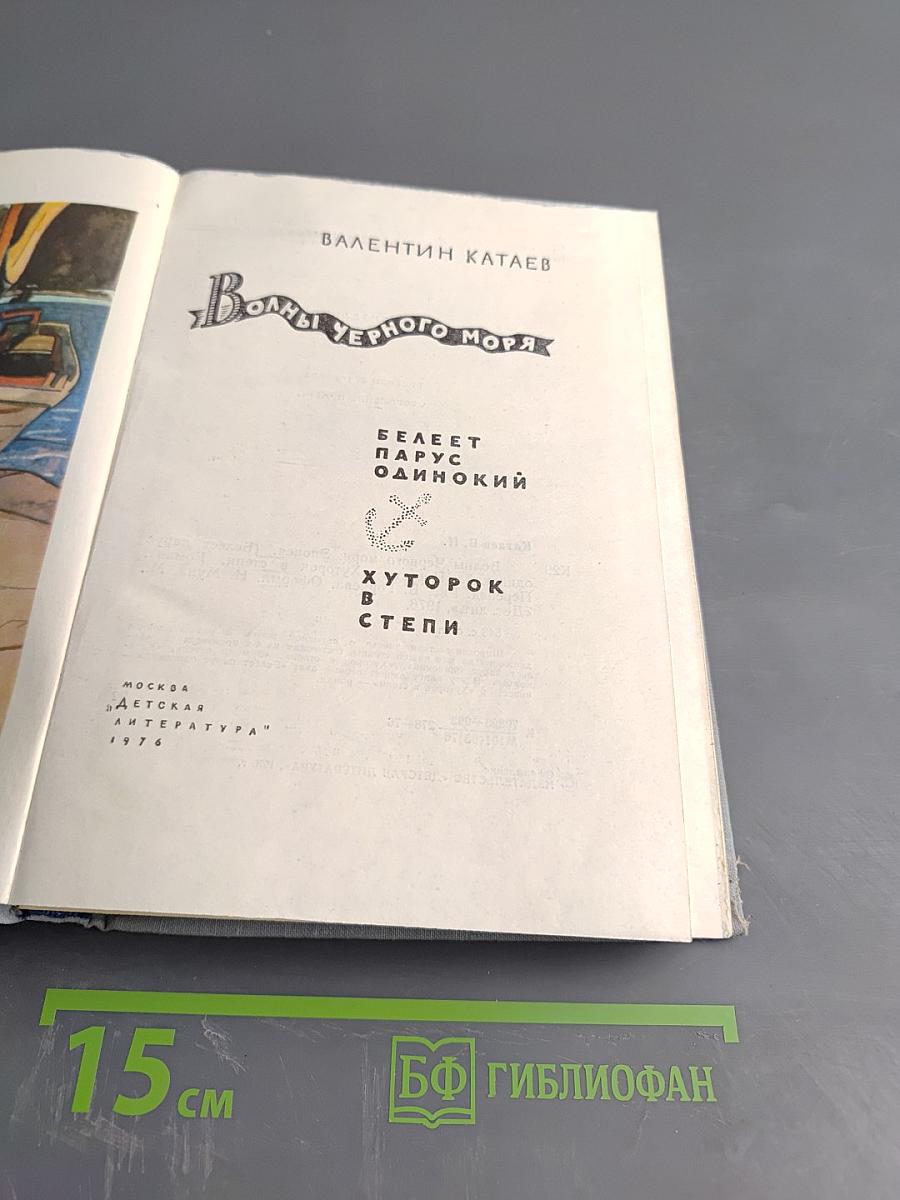 ВАЛЕНТИН КАТАЕВ
ВОЛНЫ ЧЕРНОГО МОРЯ
БЕЛЕЕТ
ПАРУС
ОДИНОКИЙ
ХУТОРОК
В
СТЕПИ
МОСКВА
„ДЕТСКАЯ
ЛИТЕРАТУРА"
1976
15 см
БФ ГИБЛИОФАН